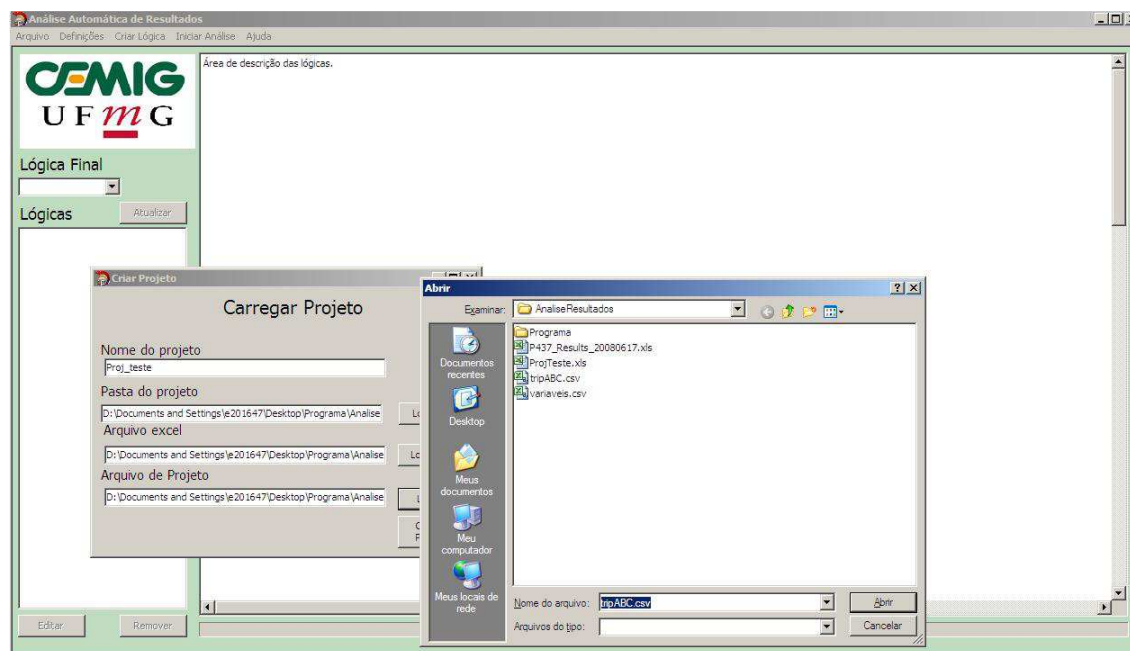 Análise Automática de Resultados
Arquivo Definições Criar Lógica Iniciar Análise Ajuda
CEMIG
UFmG
Área de descrição das lógicas.
Lógica Final
Lógicas
Atualizar
Criar Projeto
Carregar Projeto
Nome do projeto
Proj_teste
Pasta do projeto
D:\Documents and Settings\e201647\Desktop\Programa\Analise
Arquivo excel
D:\Documents and Settings\e201647\Desktop\Programa\Analise
Arquivo de Projeto
D:\Documents and Settings\e201647\Desktop\Programa\Analise
Abrir
Examinar: AnaliseResultados
Documentos recentes
Desktop
Meus documentos
Meu computador
Meus locais de rede
Programa
P437_Results_20080617.xls
ProjTeste.xls
tripABC.csv
variaveis.csv
Nome do arquivo: tripABC.csv
Abrir
Arquivos do tipo:
Cancelar
Editar
Remover